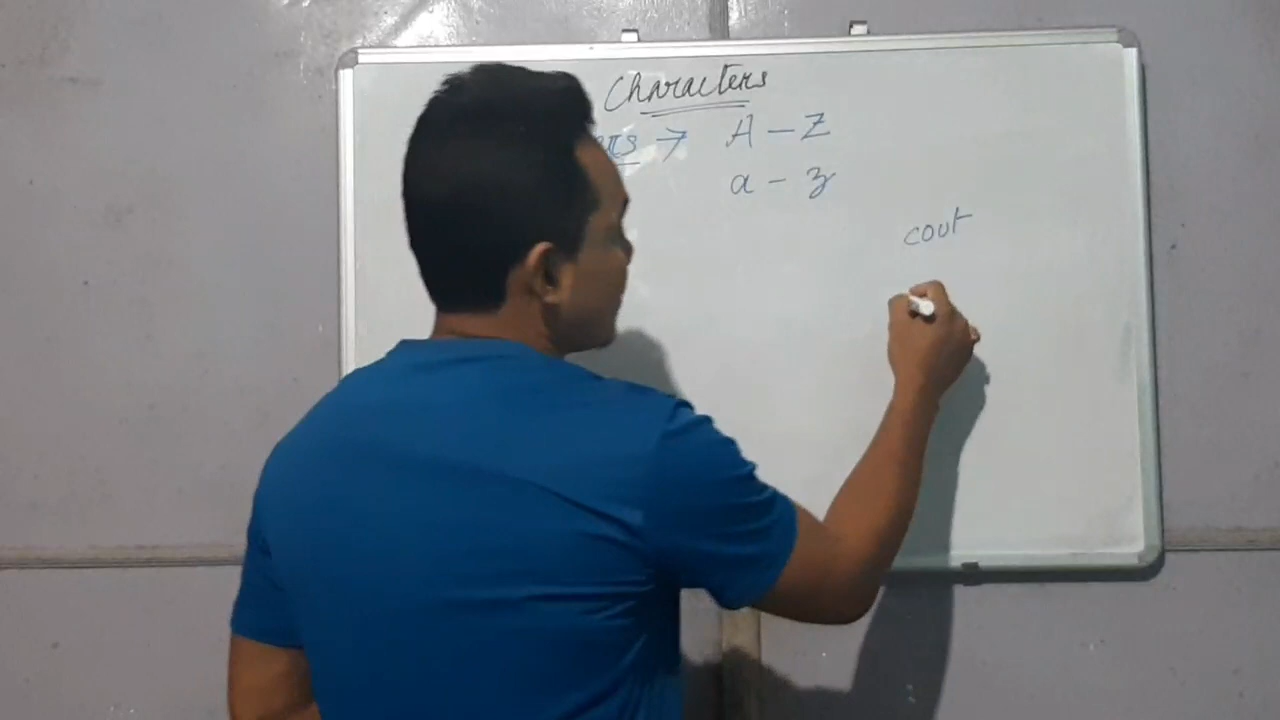 Characters
→ A - Z
a - z
cout